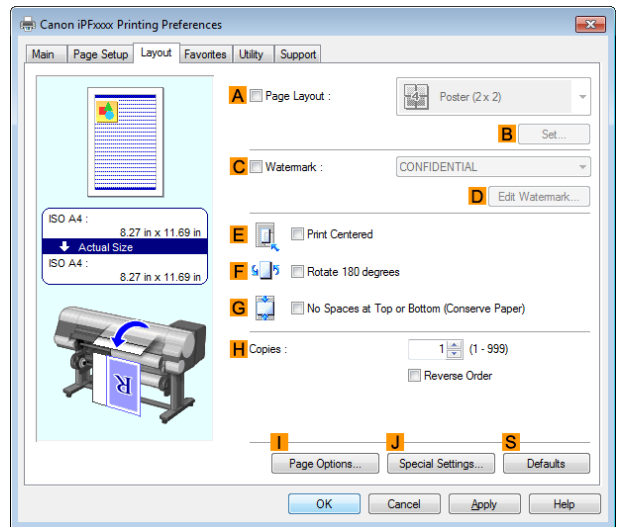 Canon iPFxxxx Printing Preferences
Main Page Setup Layout Favorites Utility Support
A Page Layout : 4 Poster (2 x 2)
B Set...
C Watermark : CONFIDENTIAL
D Edit Watermark...
ISO A4 :
8.27 in x 11.69 in
Actual Size
ISO A4 :
8.27 in x 11.69 in
E Print Centered
F Rotate 180 degrees
G No Spaces at Top or Bottom (Conserve Paper)
H Copies : 1 (1 - 999)
Reverse Order
R
I J S
Page Options... Special Settings... Defaults
OK Cancel Apply Help